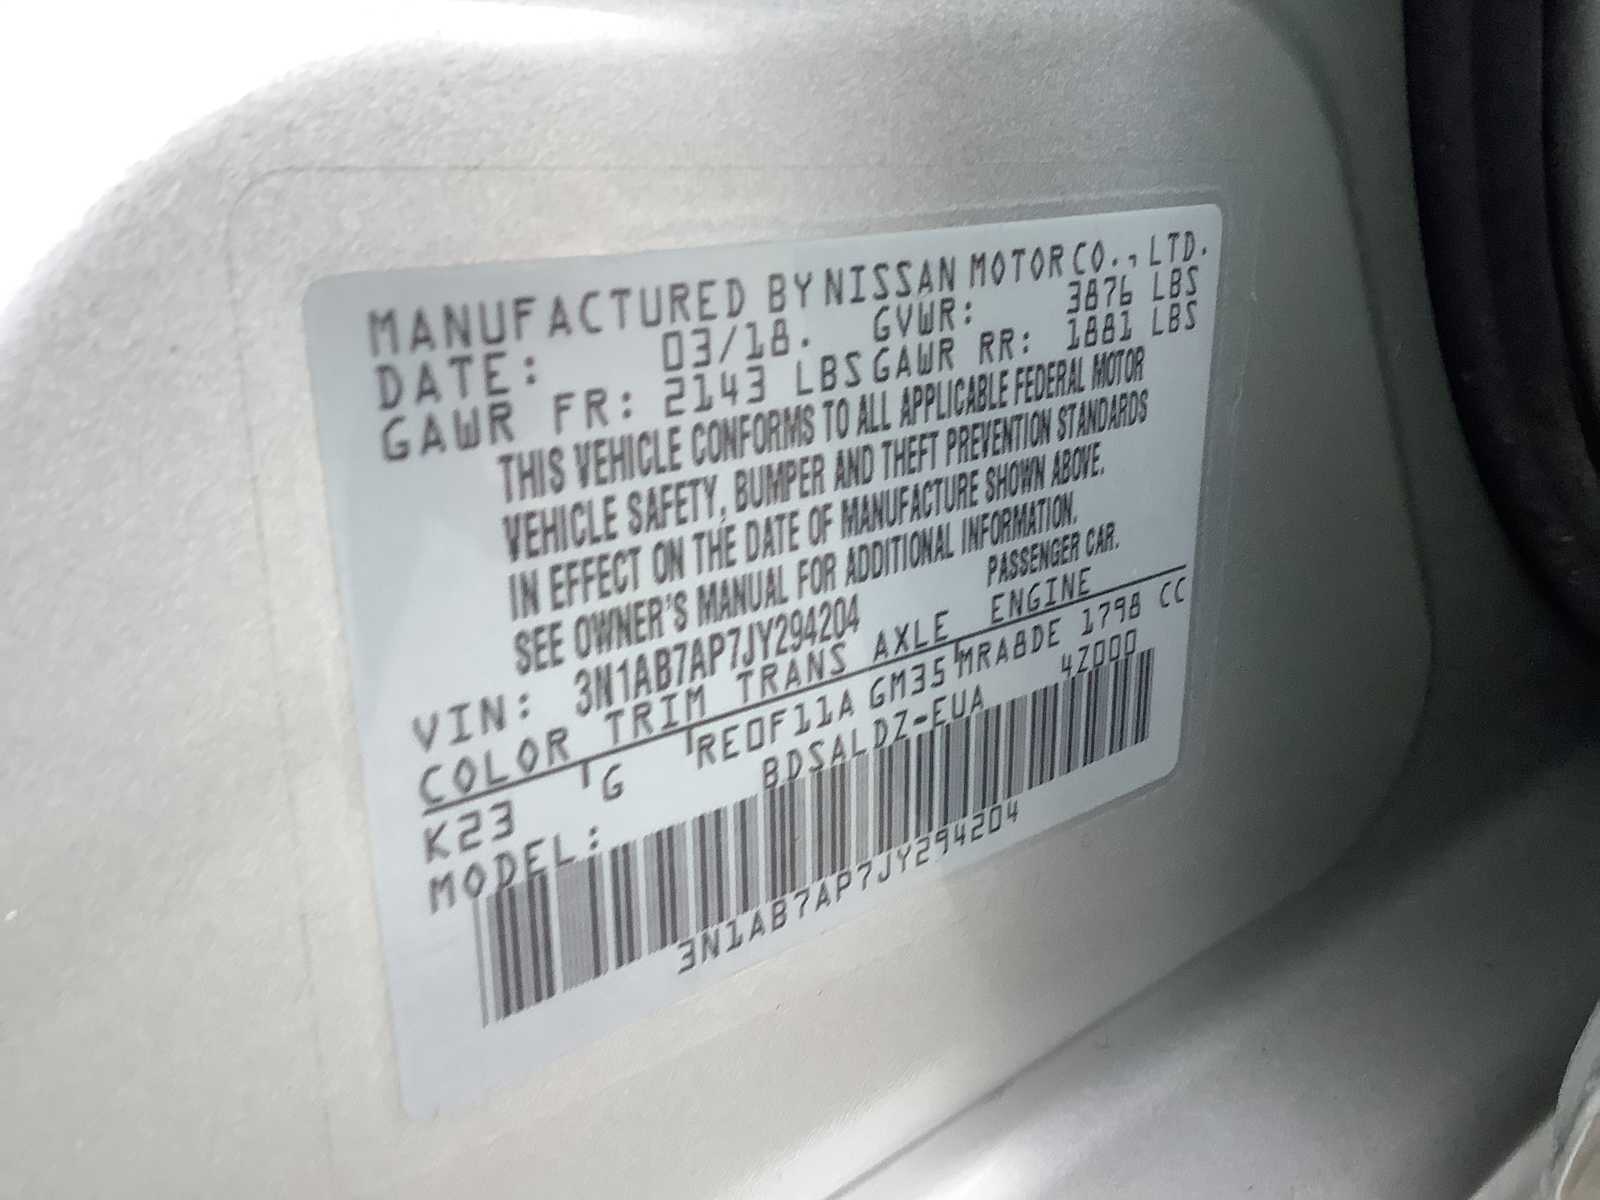 MANUFACTURED BY NISSAN MOTOR CO., LTD.
DATE: 03/18. GVWR: 3876 LBS
GAWR FR: 2143 LBS GAWR RR: 1881 LBS
THIS VEHICLE CONFORMS TO ALL APPLICABLE FEDERAL MOTOR
VEHICLE SAFETY, BUMPER AND THEFT PREVENTION STANDARDS
IN EFFECT ON THE DATE OF MANUFACTURE SHOWN ABOVE.
SEE OWNER'S MANUAL FOR ADDITIONAL INFORMATION.
VIN: 3N1AB7AP7JY294204 PASSENGER CAR.
COLOR TRIM TRANS AXLE ENGINE
K23 G RE0F11A GM35 MRA8DE 1798 CC
MODEL: BDSALDZ-EUA 4Z000
3N1AB7AP7JY294204